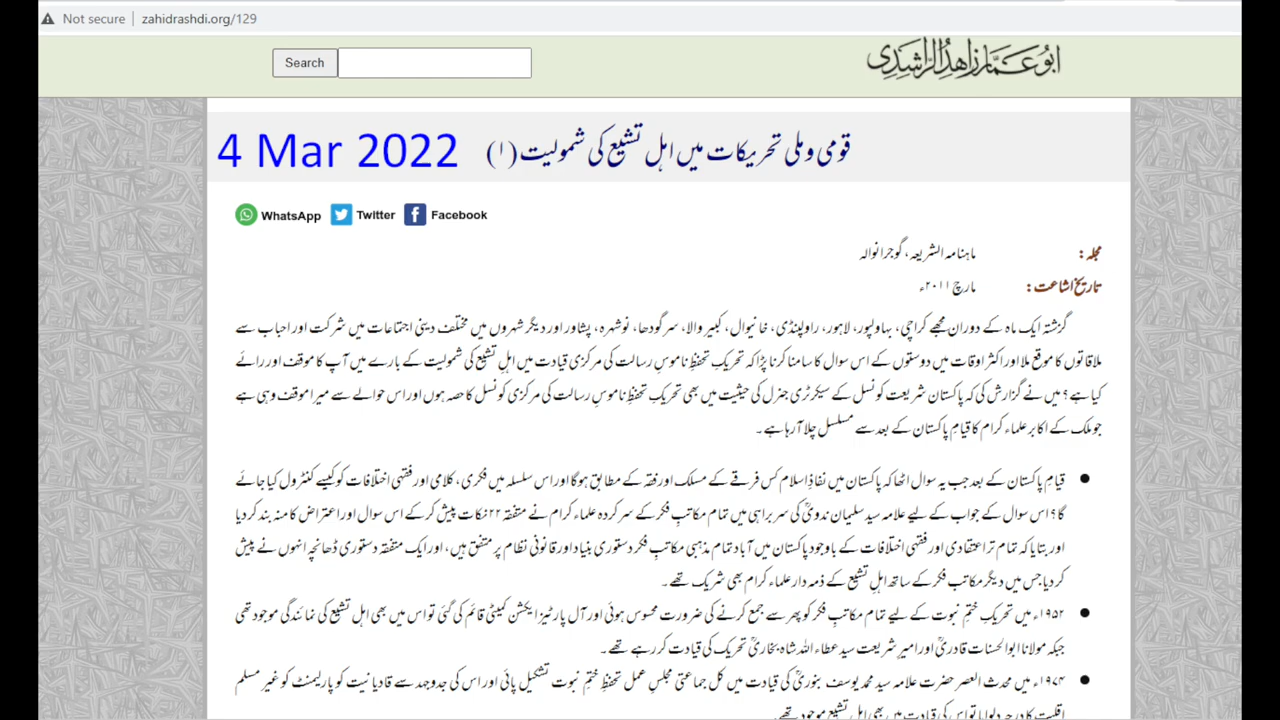 Not secure
zahidrashdi.org/129
Search
ابو عمار زاہد الراشدی
4 Mar 2022
قومی و ملی تحریکات میں اہل تشیع کی شمولیت (۱)
WhatsApp
Twitter
Facebook
مجلہ: ماہنامہ الشریعہ، گوجرانوالہ
تاریخ اشاعت: مارچ ۲۰۱۱ء
گزشتہ ایک ماہ کے دوران مجھے کراچی، بہاولپور، لاہور، راولپنڈی، خانیوال، کبیر والا، سرگودھا، نوشہرہ، پشاور اور دیگر شہروں میں مختلف دینی اجتماعات میں شرکت اور احباب سے
ملاقاتوں کا موقع ملا اور اکثر اوقات میں دوستوں کے اس سوال کا سامنا کرنا پڑا کہ تحریکِ تحفظِ ناموسِ رسالت کی مرکزی قیادت میں اہلِ تشیع کی شمولیت کے بارے میں آپ کا موقف اور رائے
کیا ہے؟ میں نے گزارش کی کہ پاکستان شریعت کونسل کے سیکرٹری جنرل کی حیثیت میں بھی تحریکِ تحفظِ ناموسِ رسالت کی مرکزی کونسل کا حصہ ہوں اور اس حوالے سے میرا موقف وہی ہے
جو ملک کے اکابر علماء کرام کا قیامِ پاکستان کے بعد سے مسلسل چلا آ رہا ہے۔
قیامِ پاکستان کے بعد جب یہ سوال اٹھا کہ پاکستان میں نفاذِ اسلام کس فرقے کے مسلک اور فقہ کے مطابق ہوگا اور اس سلسلہ میں فکری، کلامی اور فقہی اختلافات کو کیسے کنٹرول کیا جائے
گا؟ اس سوال کے جواب کے لیے علامہ سید سلیمان ندویؒ کی سربراہی میں تمام مکاتبِ فکر کے سرکردہ علماء کرام نے متفقہ ۲۲ نکات پیش کر کے اس سوال اور اعتراض کا منہ بند کر دیا
اور بتایا کہ تمام تر اعتقادی اور فقہی اختلافات کے باوجود پاکستان میں آباد تمام مذہبی مکاتبِ فکر دستوری بنیاد اور قانونی نظام پر متفق ہیں، اور ایک متفقہ دستوری ڈھانچہ انہوں نے پیش
کر دیا جس میں دیگر مکاتب فکر کے ساتھ اہلِ تشیع کے ذمہ دار علماء کرام بھی شریک تھے۔
۱۹۵۲ء میں تحریکِ ختمِ نبوت کے لیے تمام مکاتبِ فکر کو پھر سے جمع کرنے کی ضرورت محسوس ہوئی اور آل پارٹیز ایکشن کمیٹی قائم کی گئی تو اس میں بھی اہل تشیع کی نمائندگی موجود تھی
جبکہ مولانا ابوالحسنات قادریؒ اور امیرِ شریعت سید عطاء اللہ شاہ بخاریؒ تحریک کی قیادت کر رہے تھے۔
۱۹۷۴ء میں محدث العصر حضرت علامہ سید محمد یوسف بنوریؒ کی قیادت میں کل جماعتی مجلسِ عمل تحفظِ ختمِ نبوت تشکیل پائی اور اس کی جدوجہد سے قادیانیت کو پارلیمنٹ کو غیر مسلم
اقلیت کا درجہ دلوایا تو اس کی قیادت میں بھی اہلِ تشیع موجود تھے۔